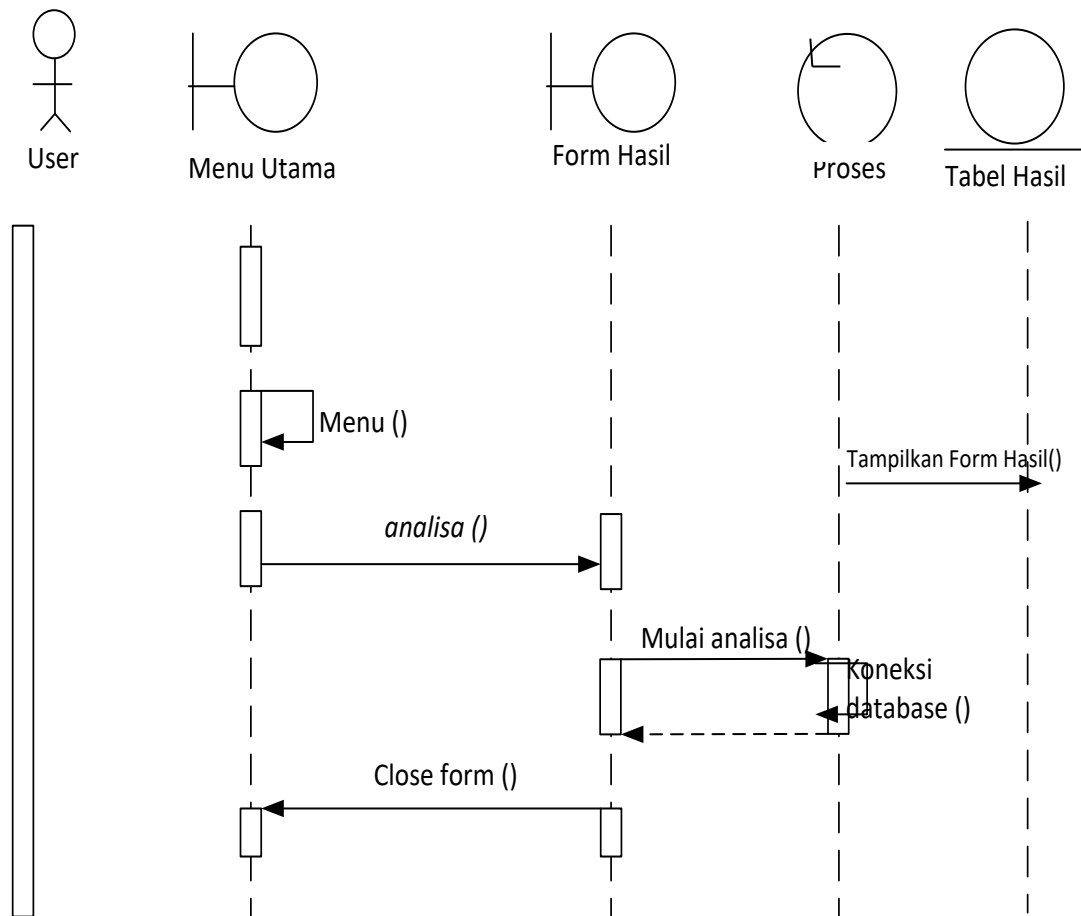 User
Menu Utama
Form Hasil
Proses
Tabel Hasil
Menu ()
Tampilkan Form Hasil()
analisa ()
Mulai analisa ()
Koneksi
database ()
Close form ()